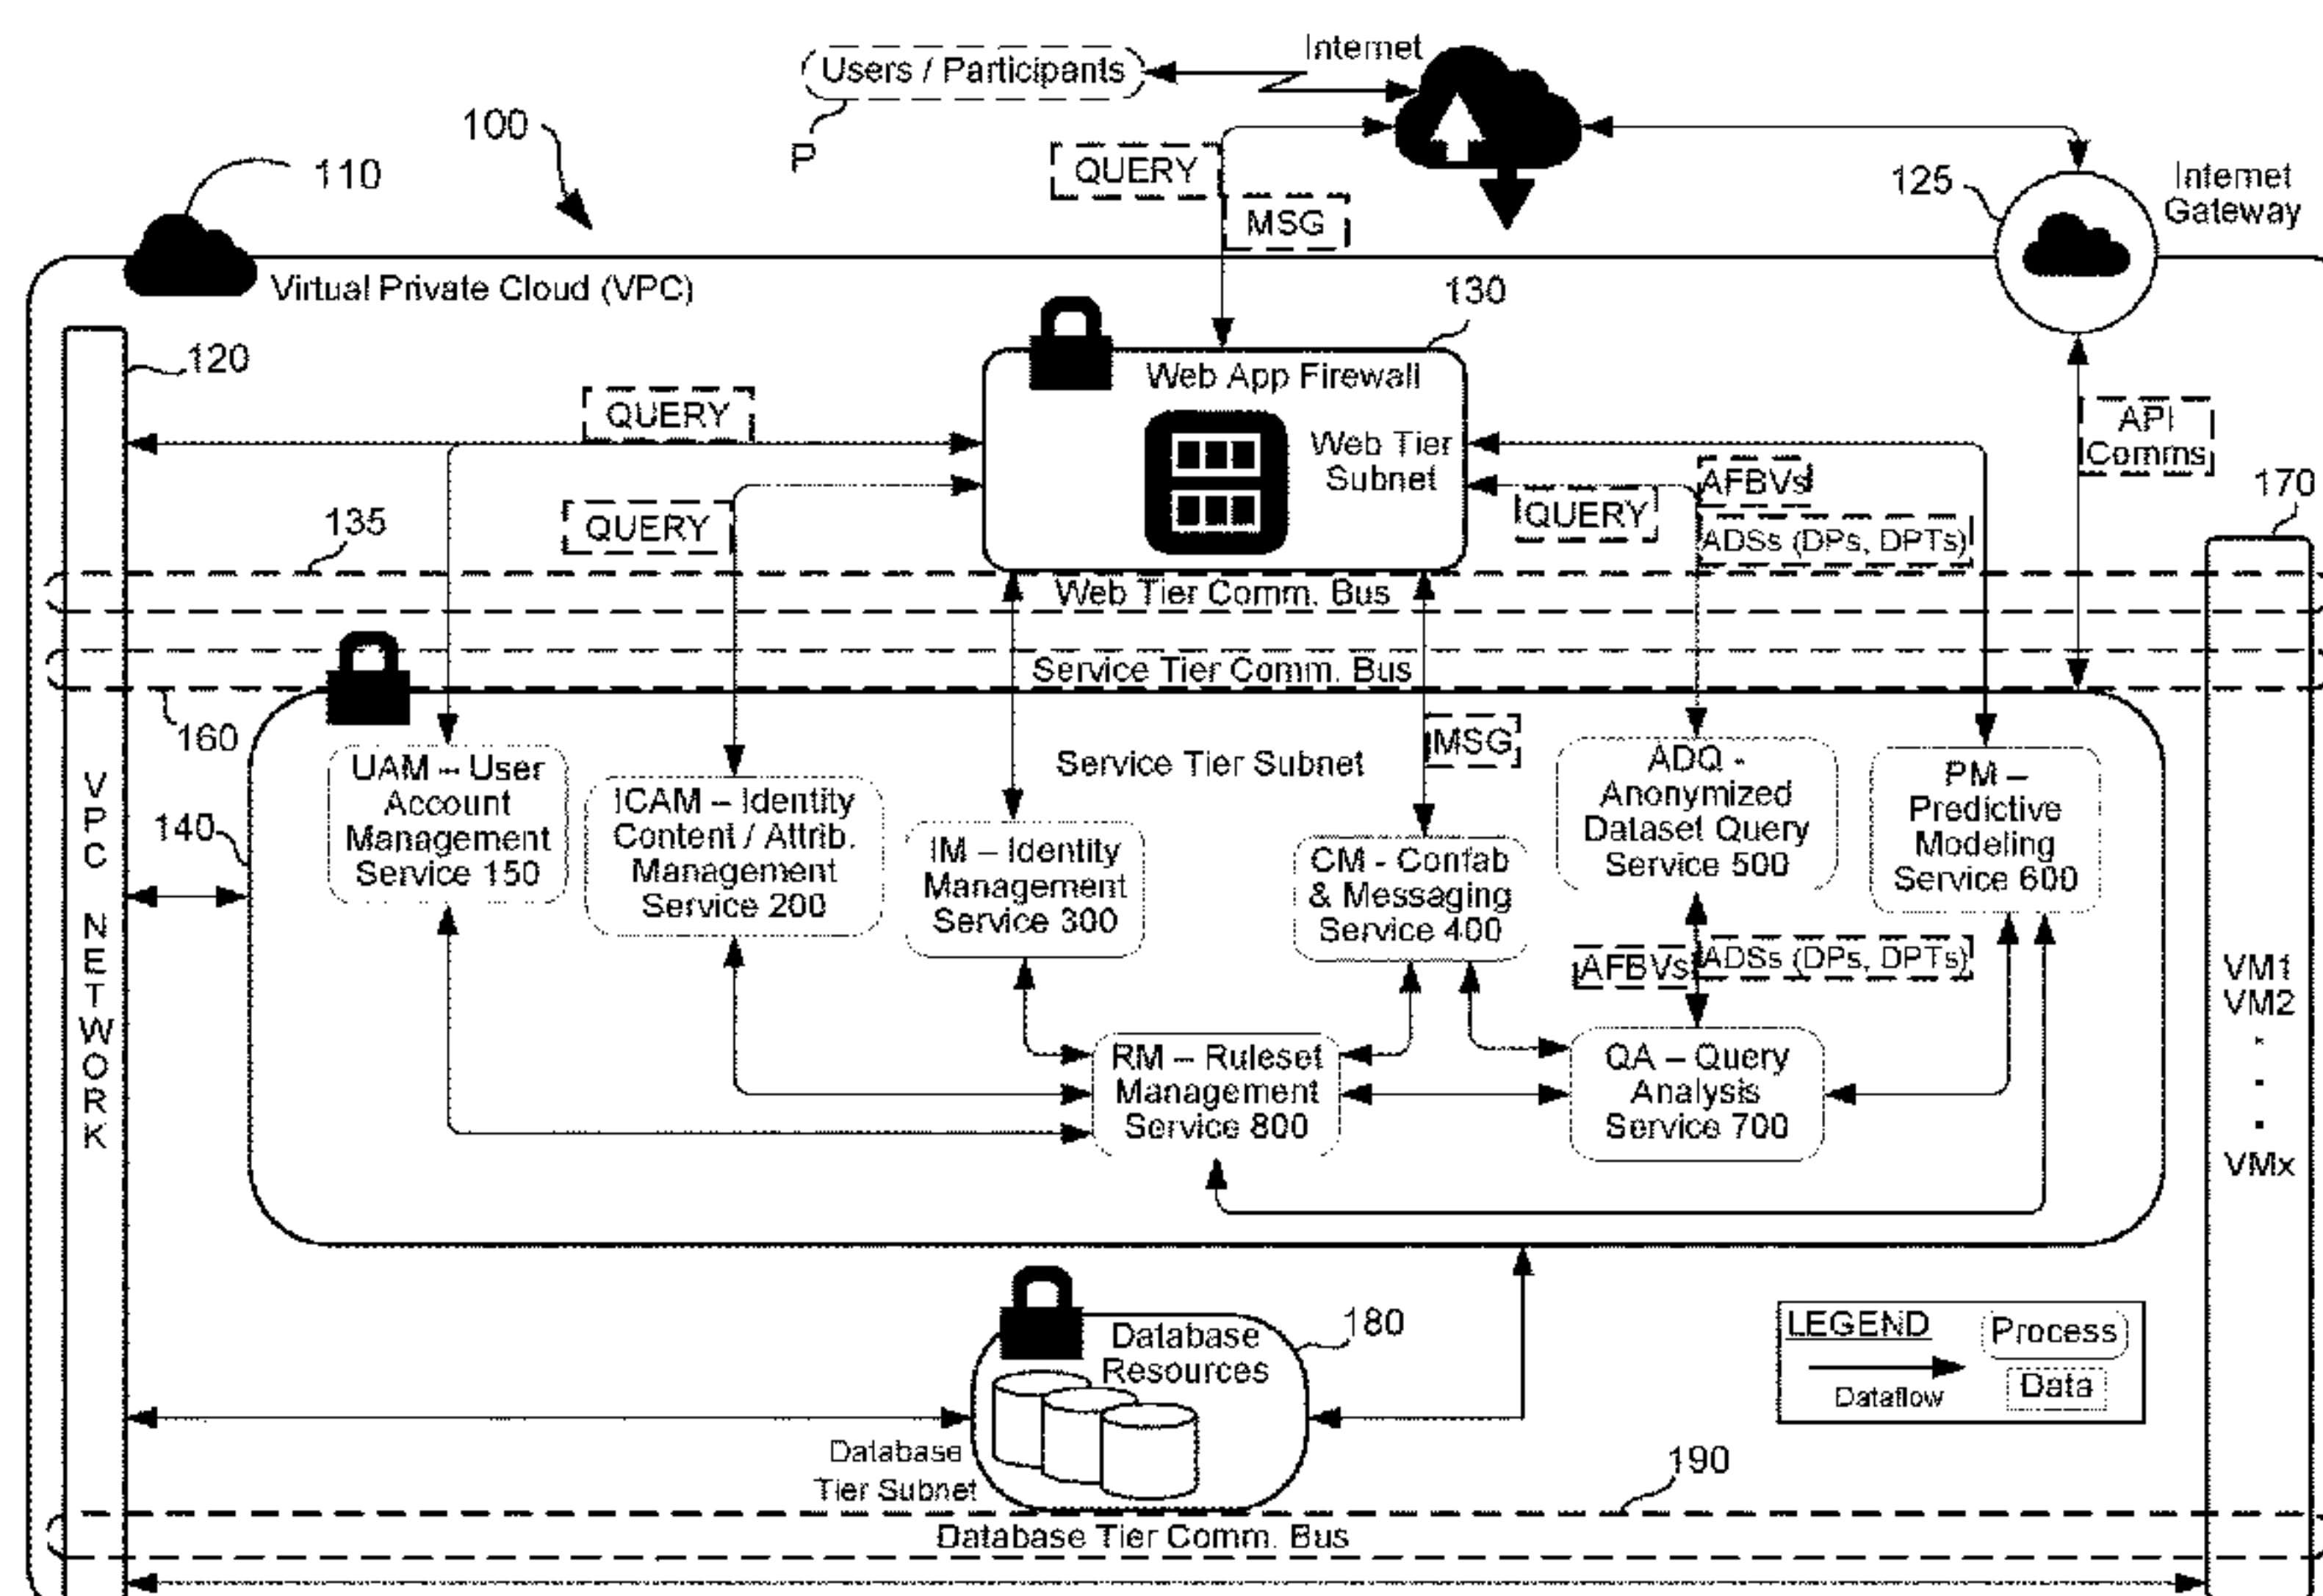 Internet
Users / Participants
100
P
QUERY
110
125
Internet
Gateway
MSG
Virtual Private Cloud (VPC)
130
120
Web App Firewall
QUERY
API
Comms
Web Tier
Subnet
AFBVs
170
135
QUERY
QUERY
ADSs (DPs, DPTs)
Web Tier Comm. Bus
Service Tier Comm. Bus
160
MSG
Service Tier Subnet
VPC NETWORK
140
UAM – User
Account
Management
Service 150
ICAM – Identity
Content / Attrib.
Management
Service 200
IM – Identity
Management
Service 300
CM - Confab
& Messaging
Service 400
ADQ -
Anonymized
Dataset Query
Service 500
PM –
Predictive
Modeling
Service 600
AFBVs
ADSs (DPs, DPTs)
VM1
VM2
.
.
.
VMx
RM – Ruleset
Management
Service 800
QA – Query
Analysis
Service 700
180
Database
Resources
LEGEND
Process
Dataflow
Data
Database
Tier Subnet
190
Database Tier Comm. Bus